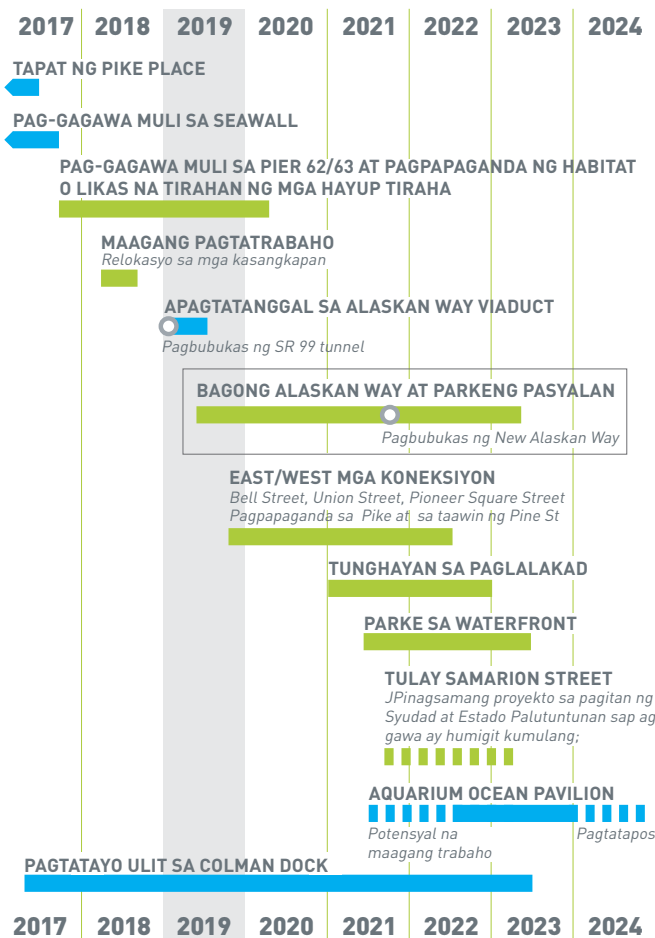 2017 2018 2019 2020 2021 2022 2023 2024
TAPAT NG PIKE PLACE
PAG-GAGAWA MULI SA SEAWALL
PAG-GAGAWA MULI SA PIER 62/63 AT PAGPAPAGANDA NG HABITAT
O LIKAS NA TIRAHAN NG MGA HAYUP TIRAHA
MAAGANG PAGTATRABAHO
Relokasyo sa mga kasangkapan
APAGTATANGGAL SA ALASKAN WAY VIADUCT
Pagbubukas ng SR 99 tunnel
BAGONG ALASKAN WAY AT PARKENG PASYALAN
Pagbubukas ng New Alaskan Way
EAST/WEST MGA KONEKSIYON
Bell Street, Union Street, Pioneer Square Street
Pagpapaganda sa Pike at sa taawin ng Pine St
TUNGHAYAN SA PAGLALAKAD
PARKE SA WATERFRONT
TULAY SAMARION STREET
JPinagsamang proyekto sa pagitan ng
Syudad at Estado Palutuntunan sap ag
gawa ay humigit kumulang;
AQUARIUM OCEAN PAVILION
Potensyal na
maagang trabaho
Pagtatapos
PAGTATAYO ULIT SA COLMAN DOCK
2017 2018 2019 2020 2021 2022 2023 2024